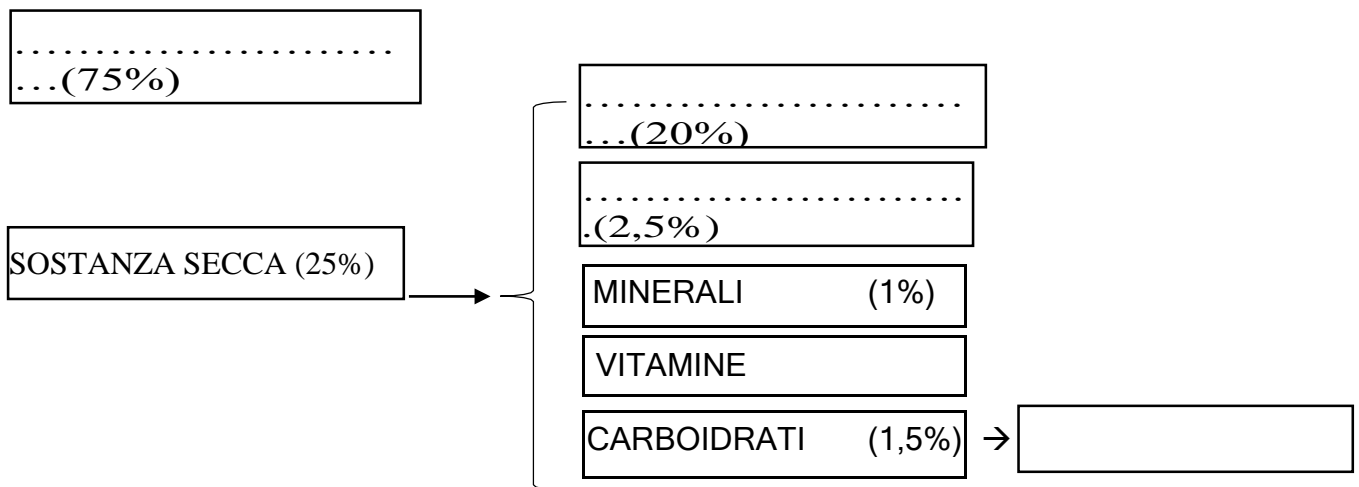 ........................
...(75%)
........................
...(20%)
........................
.(2,5%)
SOSTANZA SECCA (25%)
MINERALI (1%)
VITAMINE
CARBOIDRATI (1,5%) →